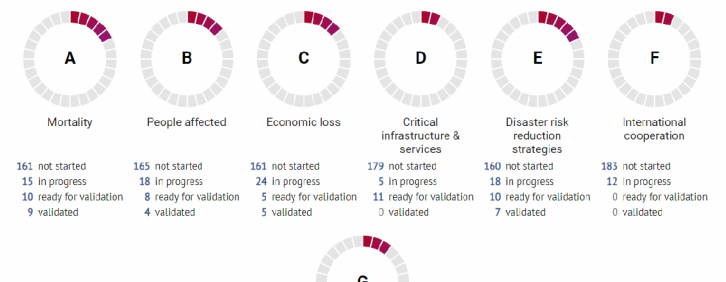 A B C D E F
Mortality People affected Economic loss Critical infrastructure & services Disaster risk reduction strategies International cooperation
161 not started 165 not started 161 not started 179 not started 160 not started 183 not started
15 in progress 18 in progress 24 in progress 5 in progress 18 in progress 12 in progress
10 ready for validation 8 ready for validation 5 ready for validation 11 ready for validation 10 ready for validation 0 ready for validation
9 validated 4 validated 5 validated 0 validated 7 validated 0 validated
G